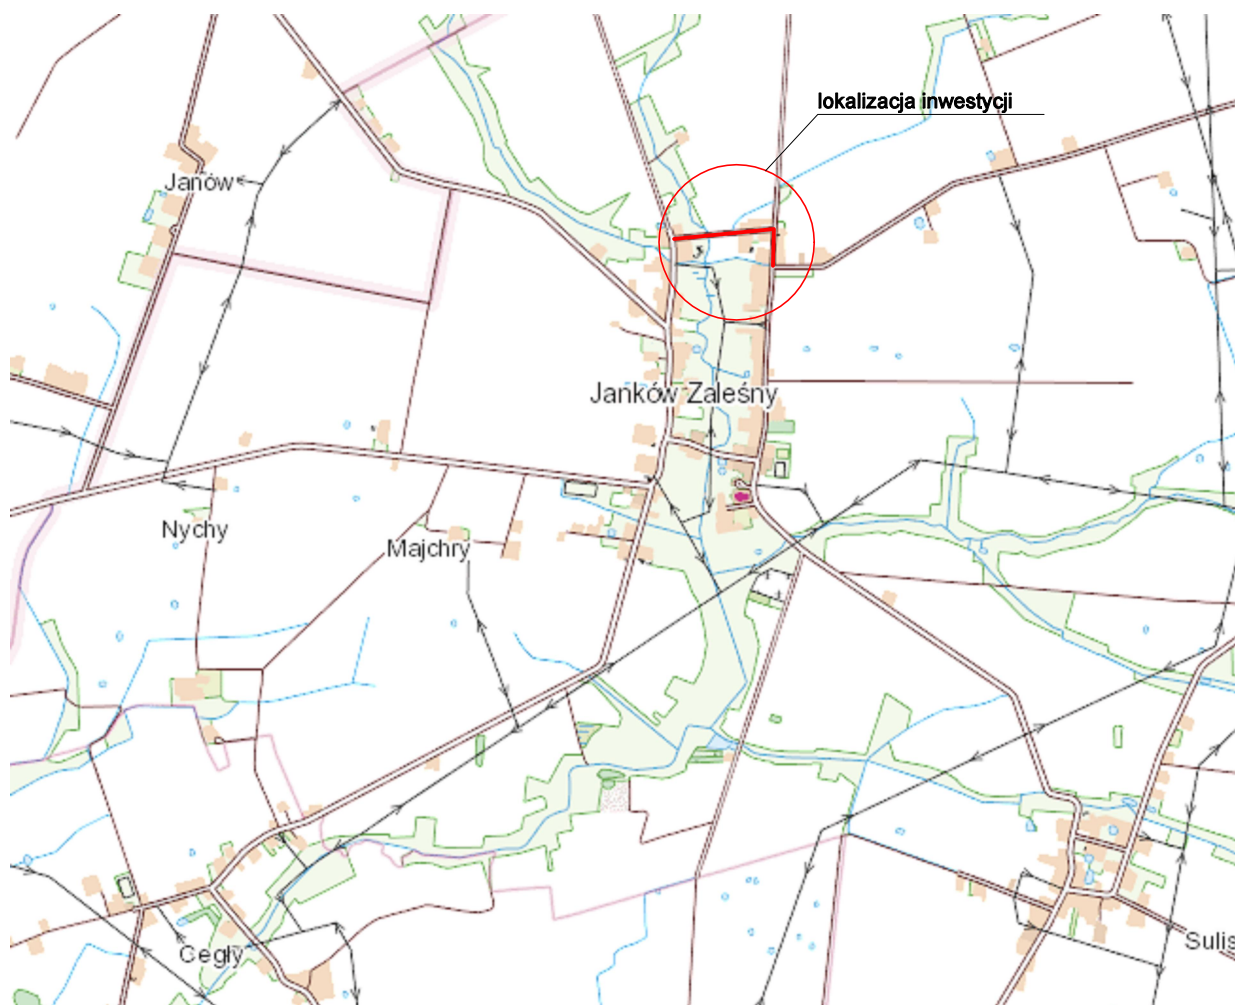 lokalizacja inwestycji
Janów
Janków Zaleśny
Nychy
Majchry
Cegły
Sulis